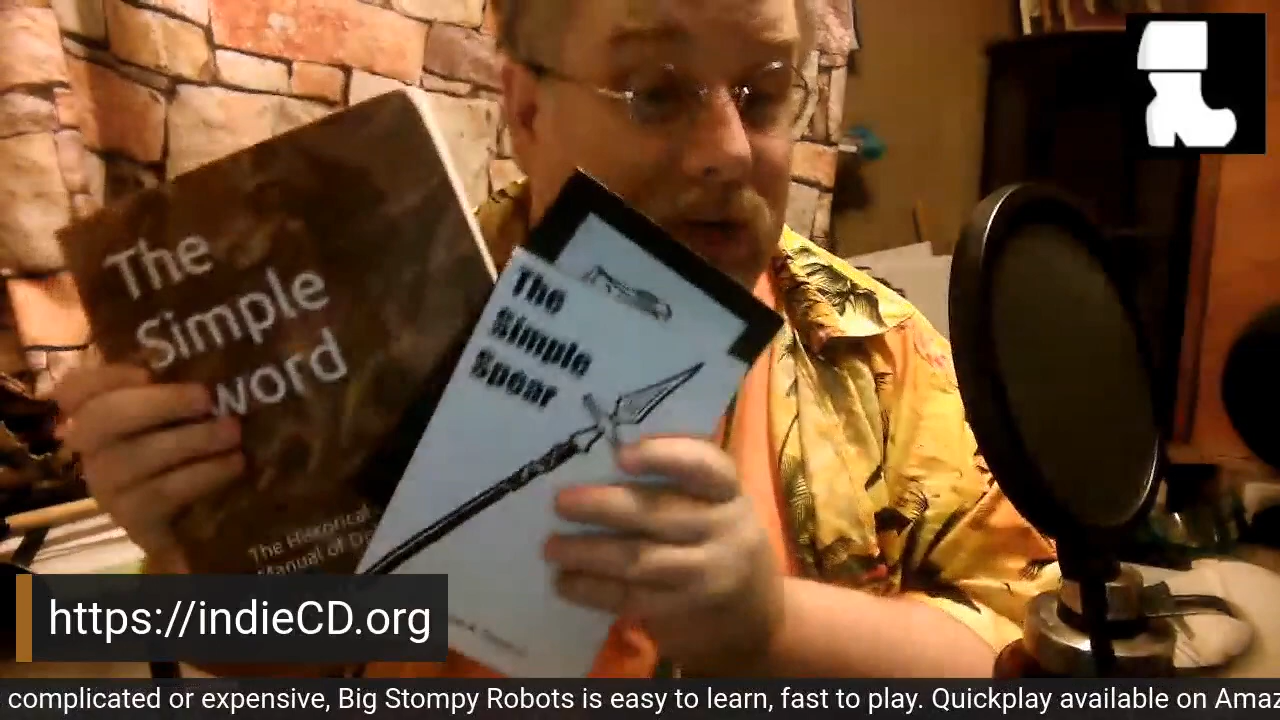 The
Simple
word
The Historical
Manual of
The
Simple
Spear
https://indieCD.org
complicated or expensive, Big Stompy Robots is easy to learn, fast to play. Quickplay available on Amaz